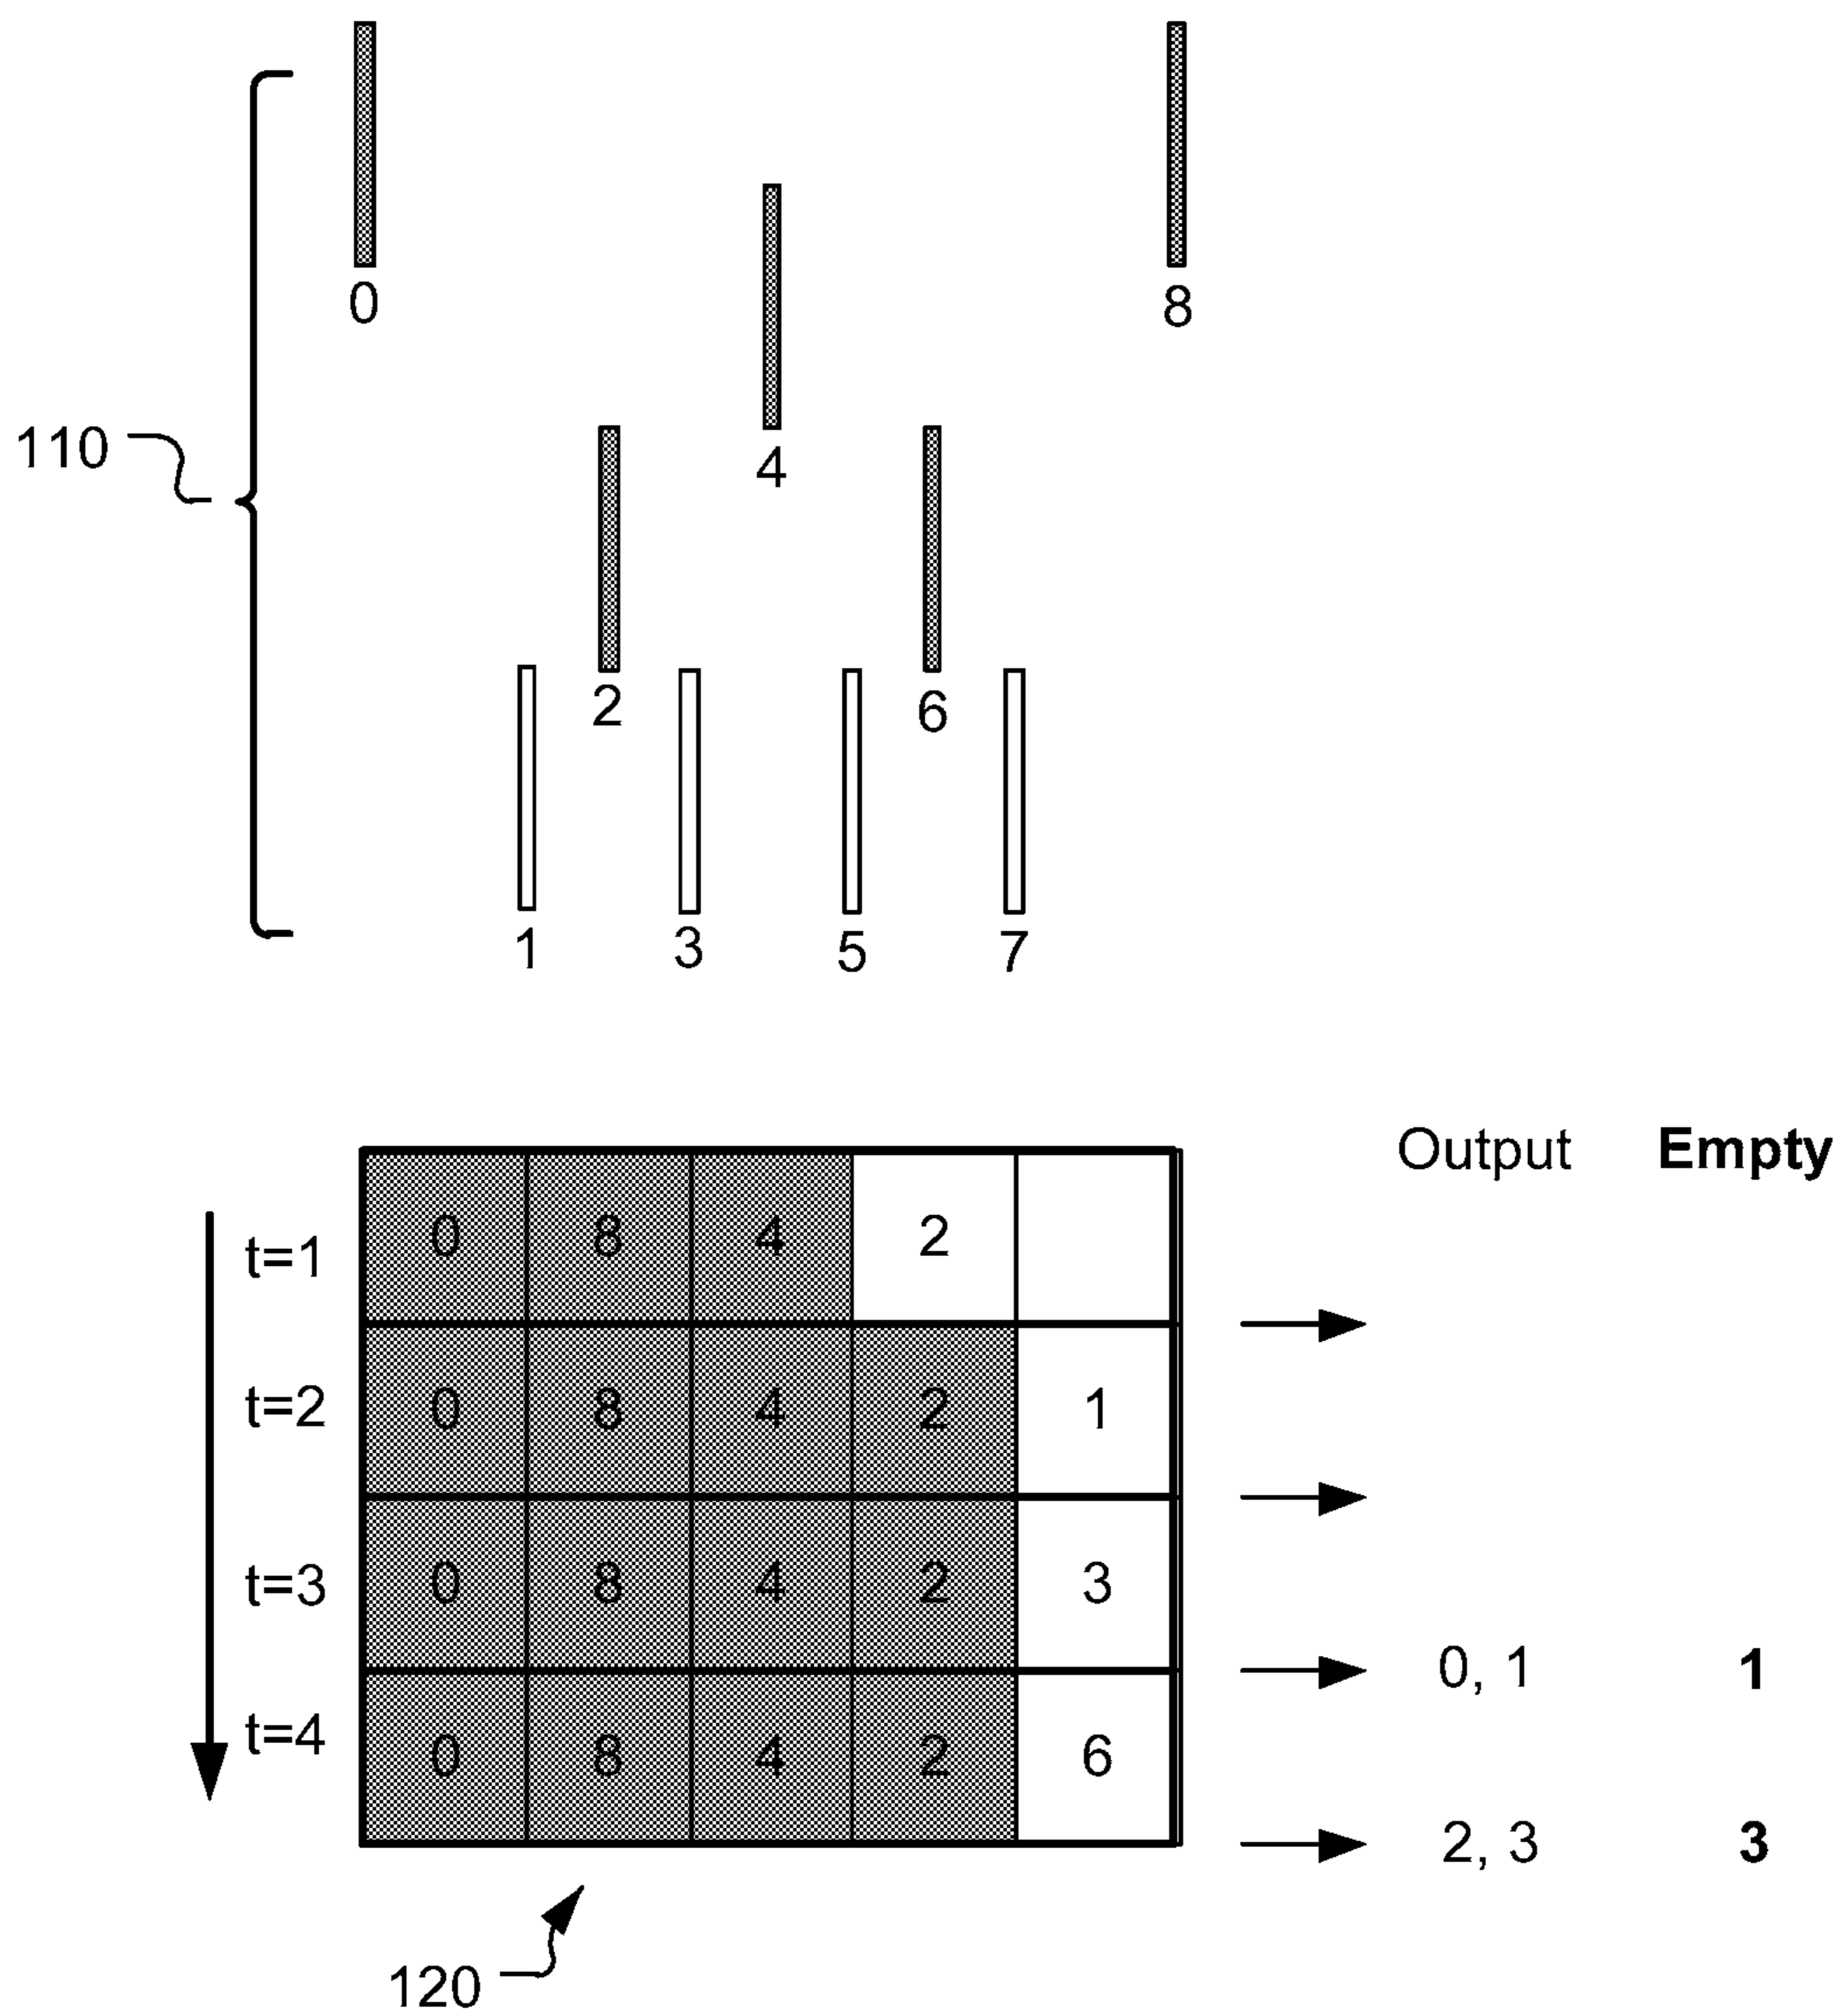 0 8
110
4
2 6
1 3 5 7
Output Empty
t=1 0 8 4 2
t=2 0 8 4 2 1
t=3 0 8 4 2 3
0, 1 1
t=4 0 8 4 2 6
2, 3 3
120